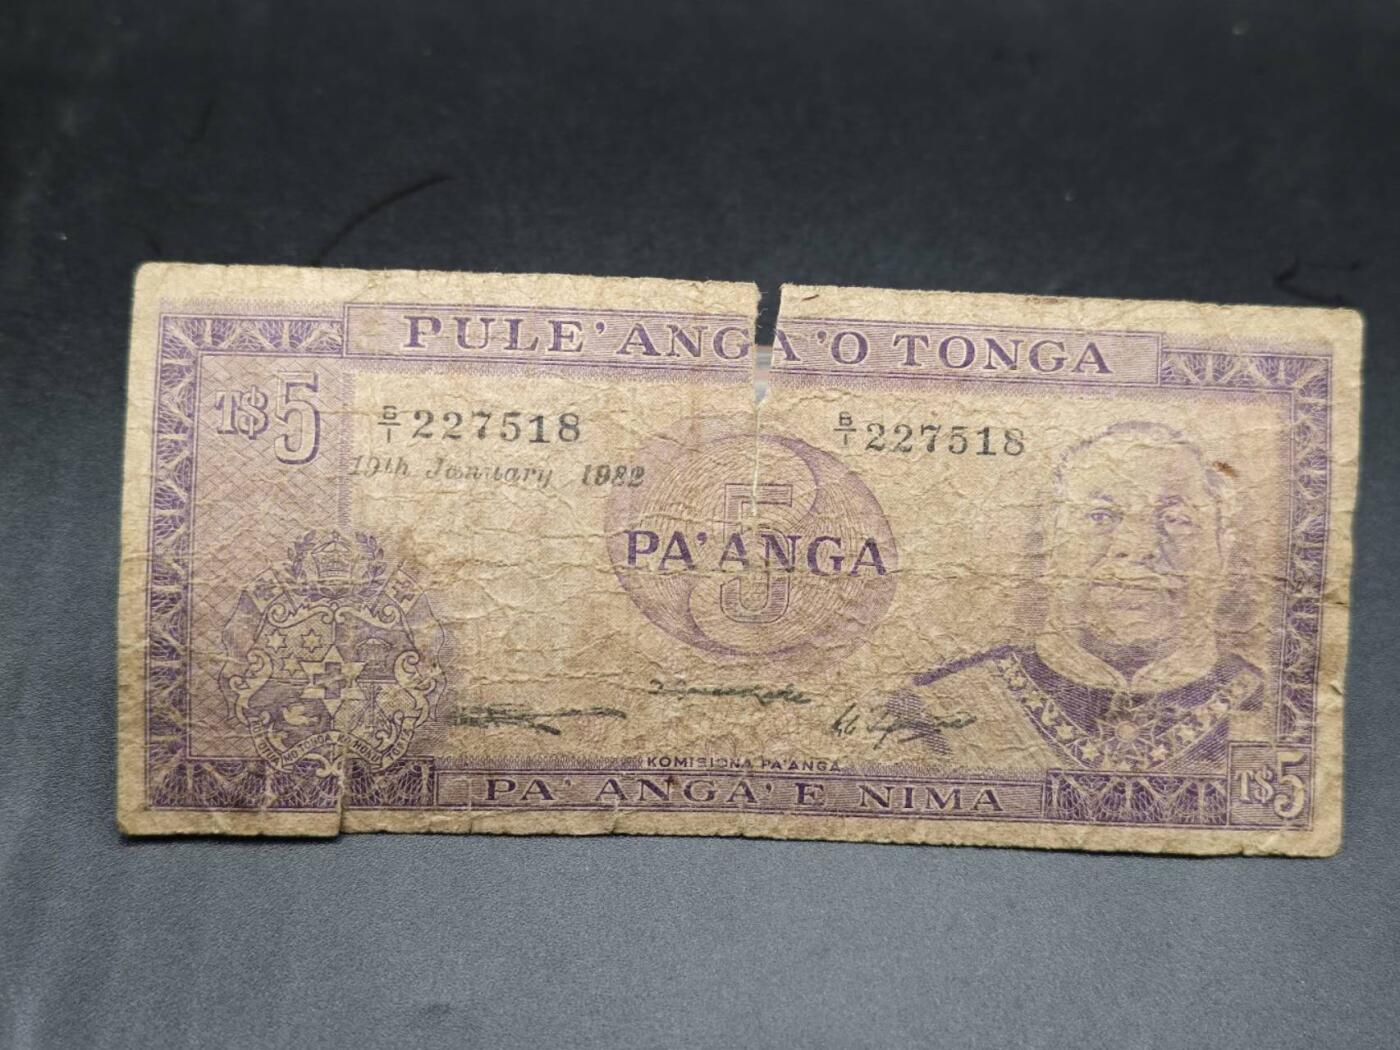 PULE'ANGA 'O TONGA
T$5
B/1 227518
B/1 227518
19th January 1982
5
PA'ANGA
KOMISIONA PA'ANGA
PA'ANGA 'E NIMA
T$5